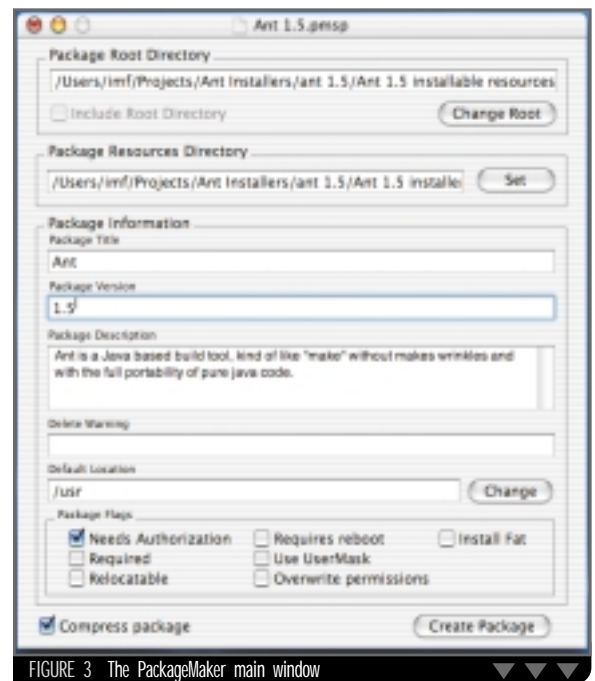 Ant 1.5.pmsp
Package Root Directory
/Users/imf/Projects/Ant Installers/ant 1.5/Ant 1.5 installable resources
Include Root Directory
Change Root
Package Resources Directory
/Users/imf/Projects/Ant Installers/ant 1.5/Ant 1.5 installe
Set
Package Information
Package Title
Ant
Package Version
1.5
Package Description
Ant is a Java based build tool, kind of like "make" without makes wrinkles and
with the full portability of pure java code.
Delete Warning
Default Location
/usr
Change
Package Flags
Needs Authorization
Requires reboot
Install Fat
Required
Use UserMask
Relocatable
Overwrite permissions
Compress package
Create Package
FIGURE 3 The PackageMaker main window